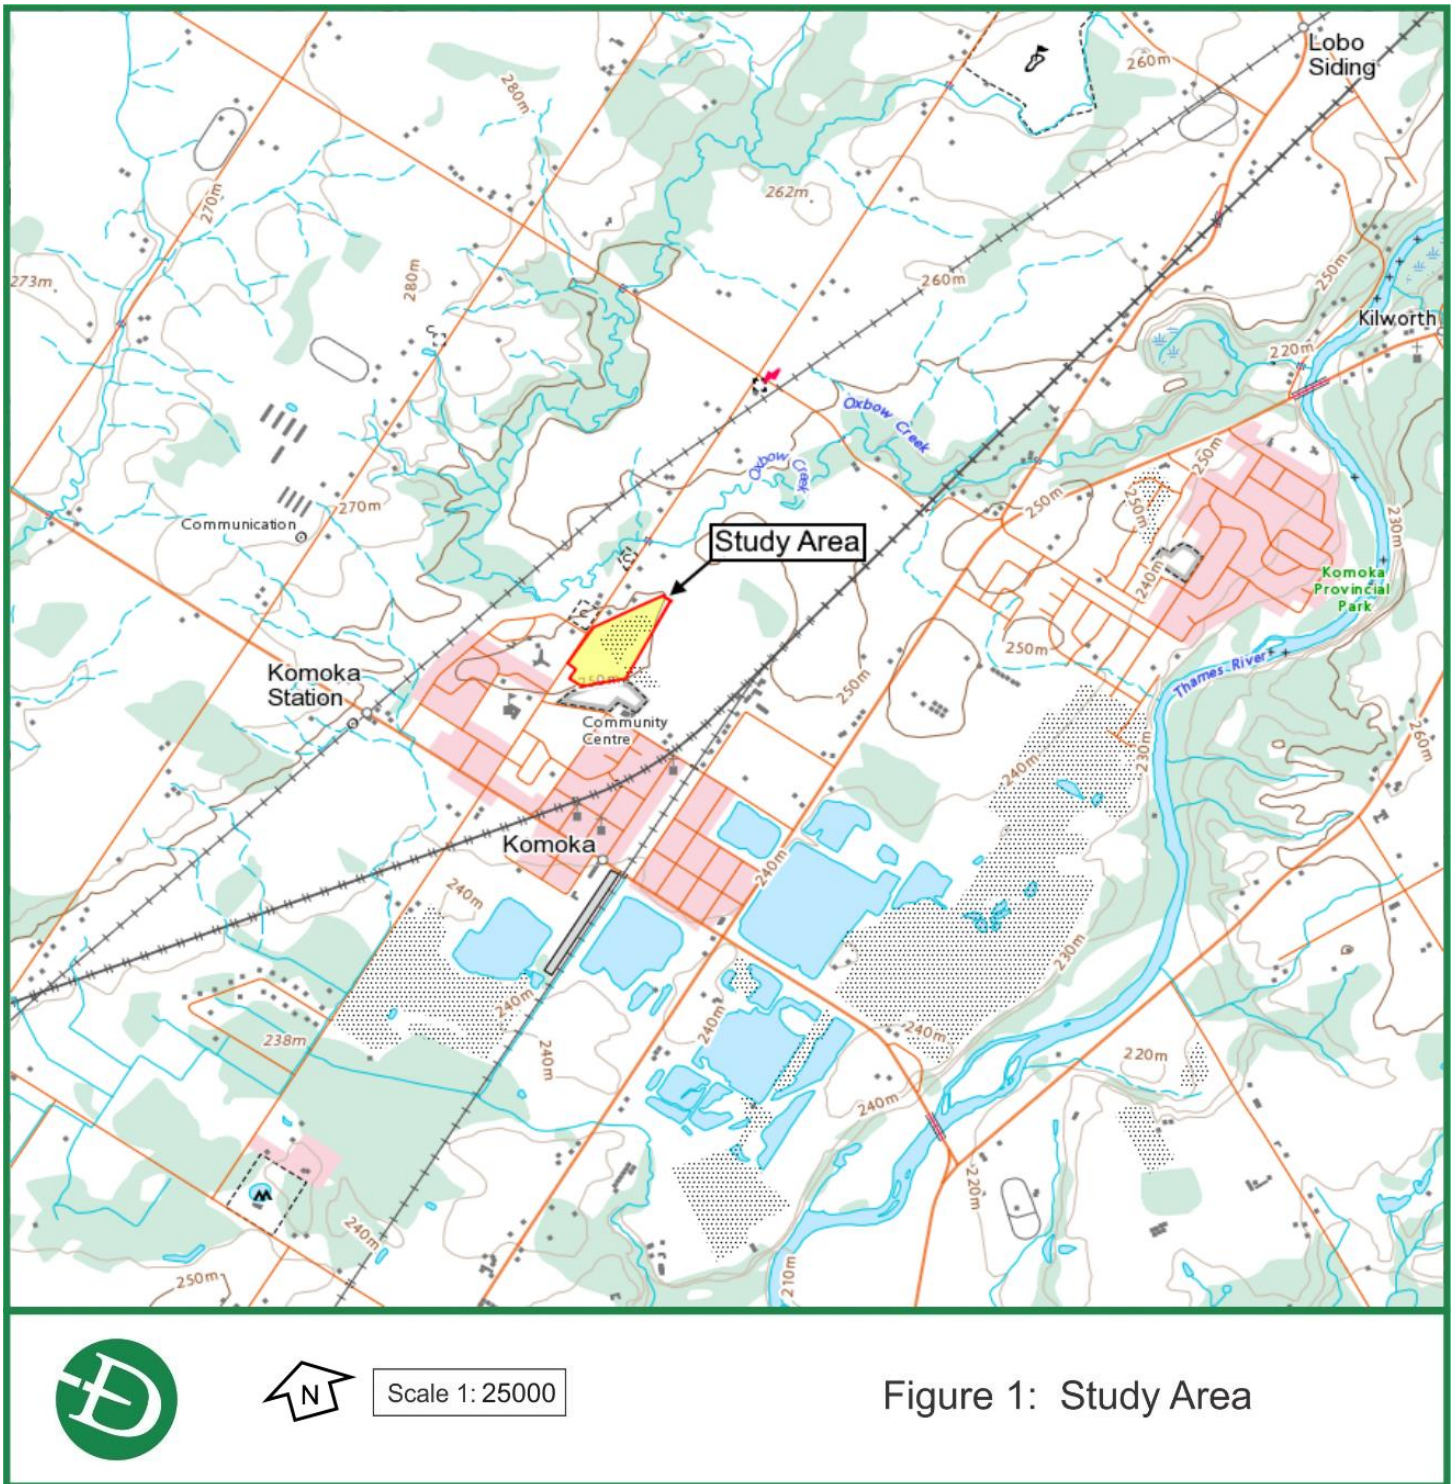 Lobo
Siding
260m
280m
262m
270m
273m
280m
260m
250m
Kilworth
220m
Oxbow Creek
Oxbow
Creek
250m
250m
250m
270m
Communication
230m
Study Area
240m
Komoka
Provincial
Park
250m
Thames River
Komoka
Station
250m
250m
Community
Centre
230m
260m
240m
Komoka
240m
240m
230m
240m
240m
240m
238m
240m
220m
240m
220m
240m
250m
210m
D
N
Scale 1: 25000
Figure 1: Study Area